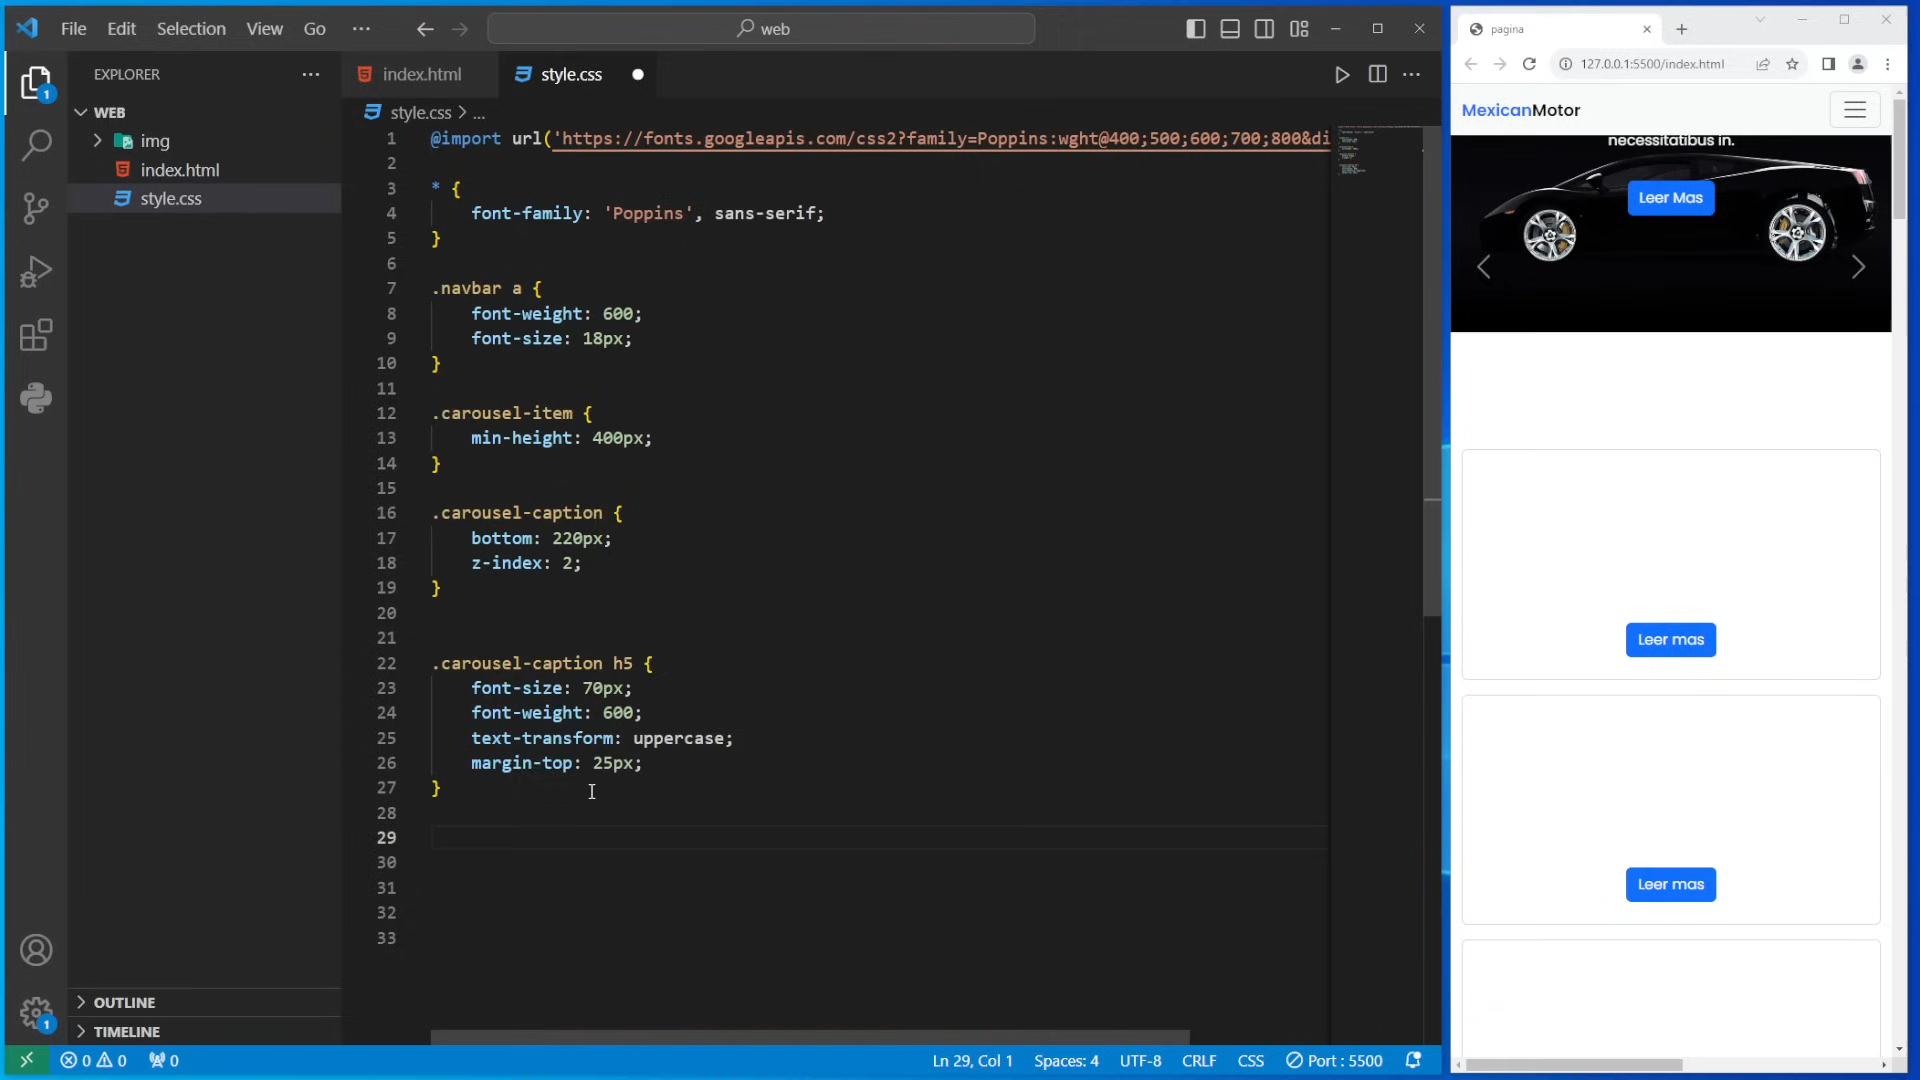 File Edit Selection View Go ··· web
EXPLORER ···
WEB
img
index.html
style.css
OUTLINE
TIMELINE
1
1
index.html style.css
style.css > ...
1 @import url('https://fonts.googleapis.com/css2?family=Poppins:wght@400;500;600;700;800&di
2
3 * {
4 font-family: 'Poppins', sans-serif;
5 }
6
7 .navbar a {
8 font-weight: 600;
9 font-size: 18px;
10 }
11
12 .carousel-item {
13 min-height: 400px;
14 }
15
16 .carousel-caption {
17 bottom: 220px;
18 z-index: 2;
19 }
20
21
22 .carousel-caption h5 {
23 font-size: 70px;
24 font-weight: 600;
25 text-transform: uppercase;
26 margin-top: 25px;
27 }
28
29
30
31
32
33
0 0 0 Ln 29, Col 1 Spaces: 4 UTF-8 CRLF CSS Port : 5500
pagina
127.0.0.1:5500/index.html
MexicanMotor
necessitatibus in.
Leer Mas
Leer mas
Leer mas